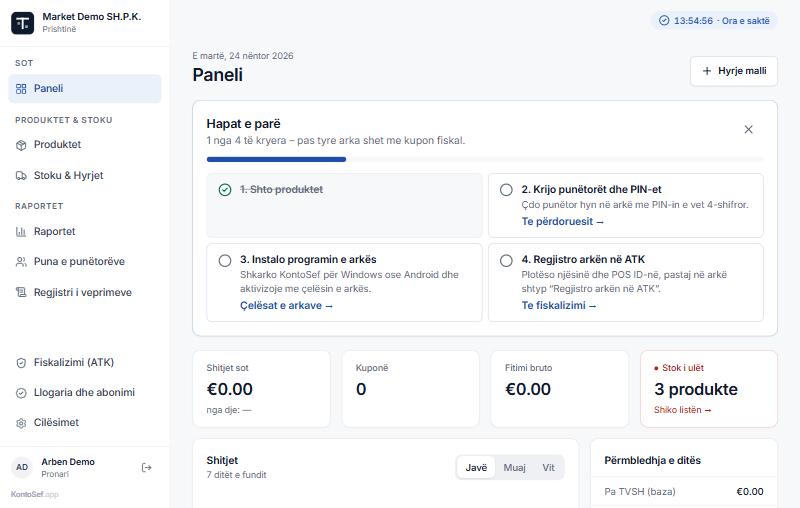 Market Demo SH.P.K.
Prishtinë
SOT
Paneli
PRODUKTET & STOKU
Produktet
Stoku & Hyrjet
RAPORTET
Raportet
Puna e punëtorëve
Regjistri i veprimeve
Fiskalizimi (ATK)
Llogaria dhe abonimi
Cilësimet
AD
Arben Demo
Pronari
KontoSef.app
13:54:56 · Ora e saktë
E martë, 24 nëntor 2026
Paneli
Hyrje malli
Hapat e parë
1 nga 4 të kryera – pas tyre arka shet me kupon fiskal.
1. Shto produktet
2. Krijo punëtorët dhe PIN-et
Çdo punëtor hyn në arkë me PIN-in e vet 4-shifror.
Te përdoruesit →
3. Instalo programin e arkës
Shkarko KontoSef për Windows ose Android dhe
aktivizoje me çelësin e arkës.
Çelësat e arkave →
4. Regjistro arkën në ATK
Plotëso njësinë dhe POS ID-në, pastaj në arkë
shtyp “Regjistro arkën në ATK”.
Te fiskalizimi →
Shitjet sot
€0.00
nga dje: —
Kuponë
0
Fitimi bruto
€0.00
Stok i ulët
3 produkte
Shiko listën →
Shitjet
7 ditët e fundit
Javë Muaj Vit
Përmbledhja e ditës
Pa TVSH (baza) €0.00